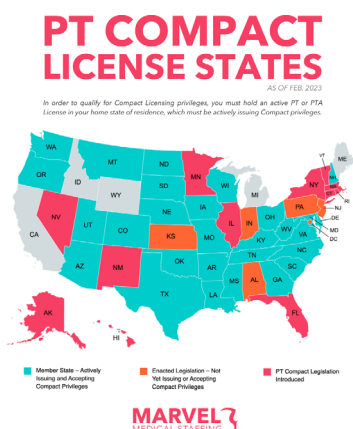 PT COMPACT
LICENSE STATES
AS OF FEB. 2023
In order to qualify for Compact Licensing privileges, you must hold an active PT or PTA
License in your home state of residence, which must be actively issuing Compact privileges.
WA
OR
ID
MT
ND
MN
WI
MI
VT
ME
NY
RI
NJ
DE
MD
DC
PA
CA
NV
UT
WY
CO
SD
NE
KS
IA
IL
IN
OH
WV
VA
KY
MO
AZ
NM
OK
TX
AR
LA
MS
AL
TN
GA
NC
SC
FL
AK
HI
Member State – Actively
Issuing and Accepting
Compact Privileges
Enacted Legislation – Not
Yet Issuing or Accepting
Compact Privileges
PT Compact Legislation
Introduced
MARVEL
MEDICAL STAFFING